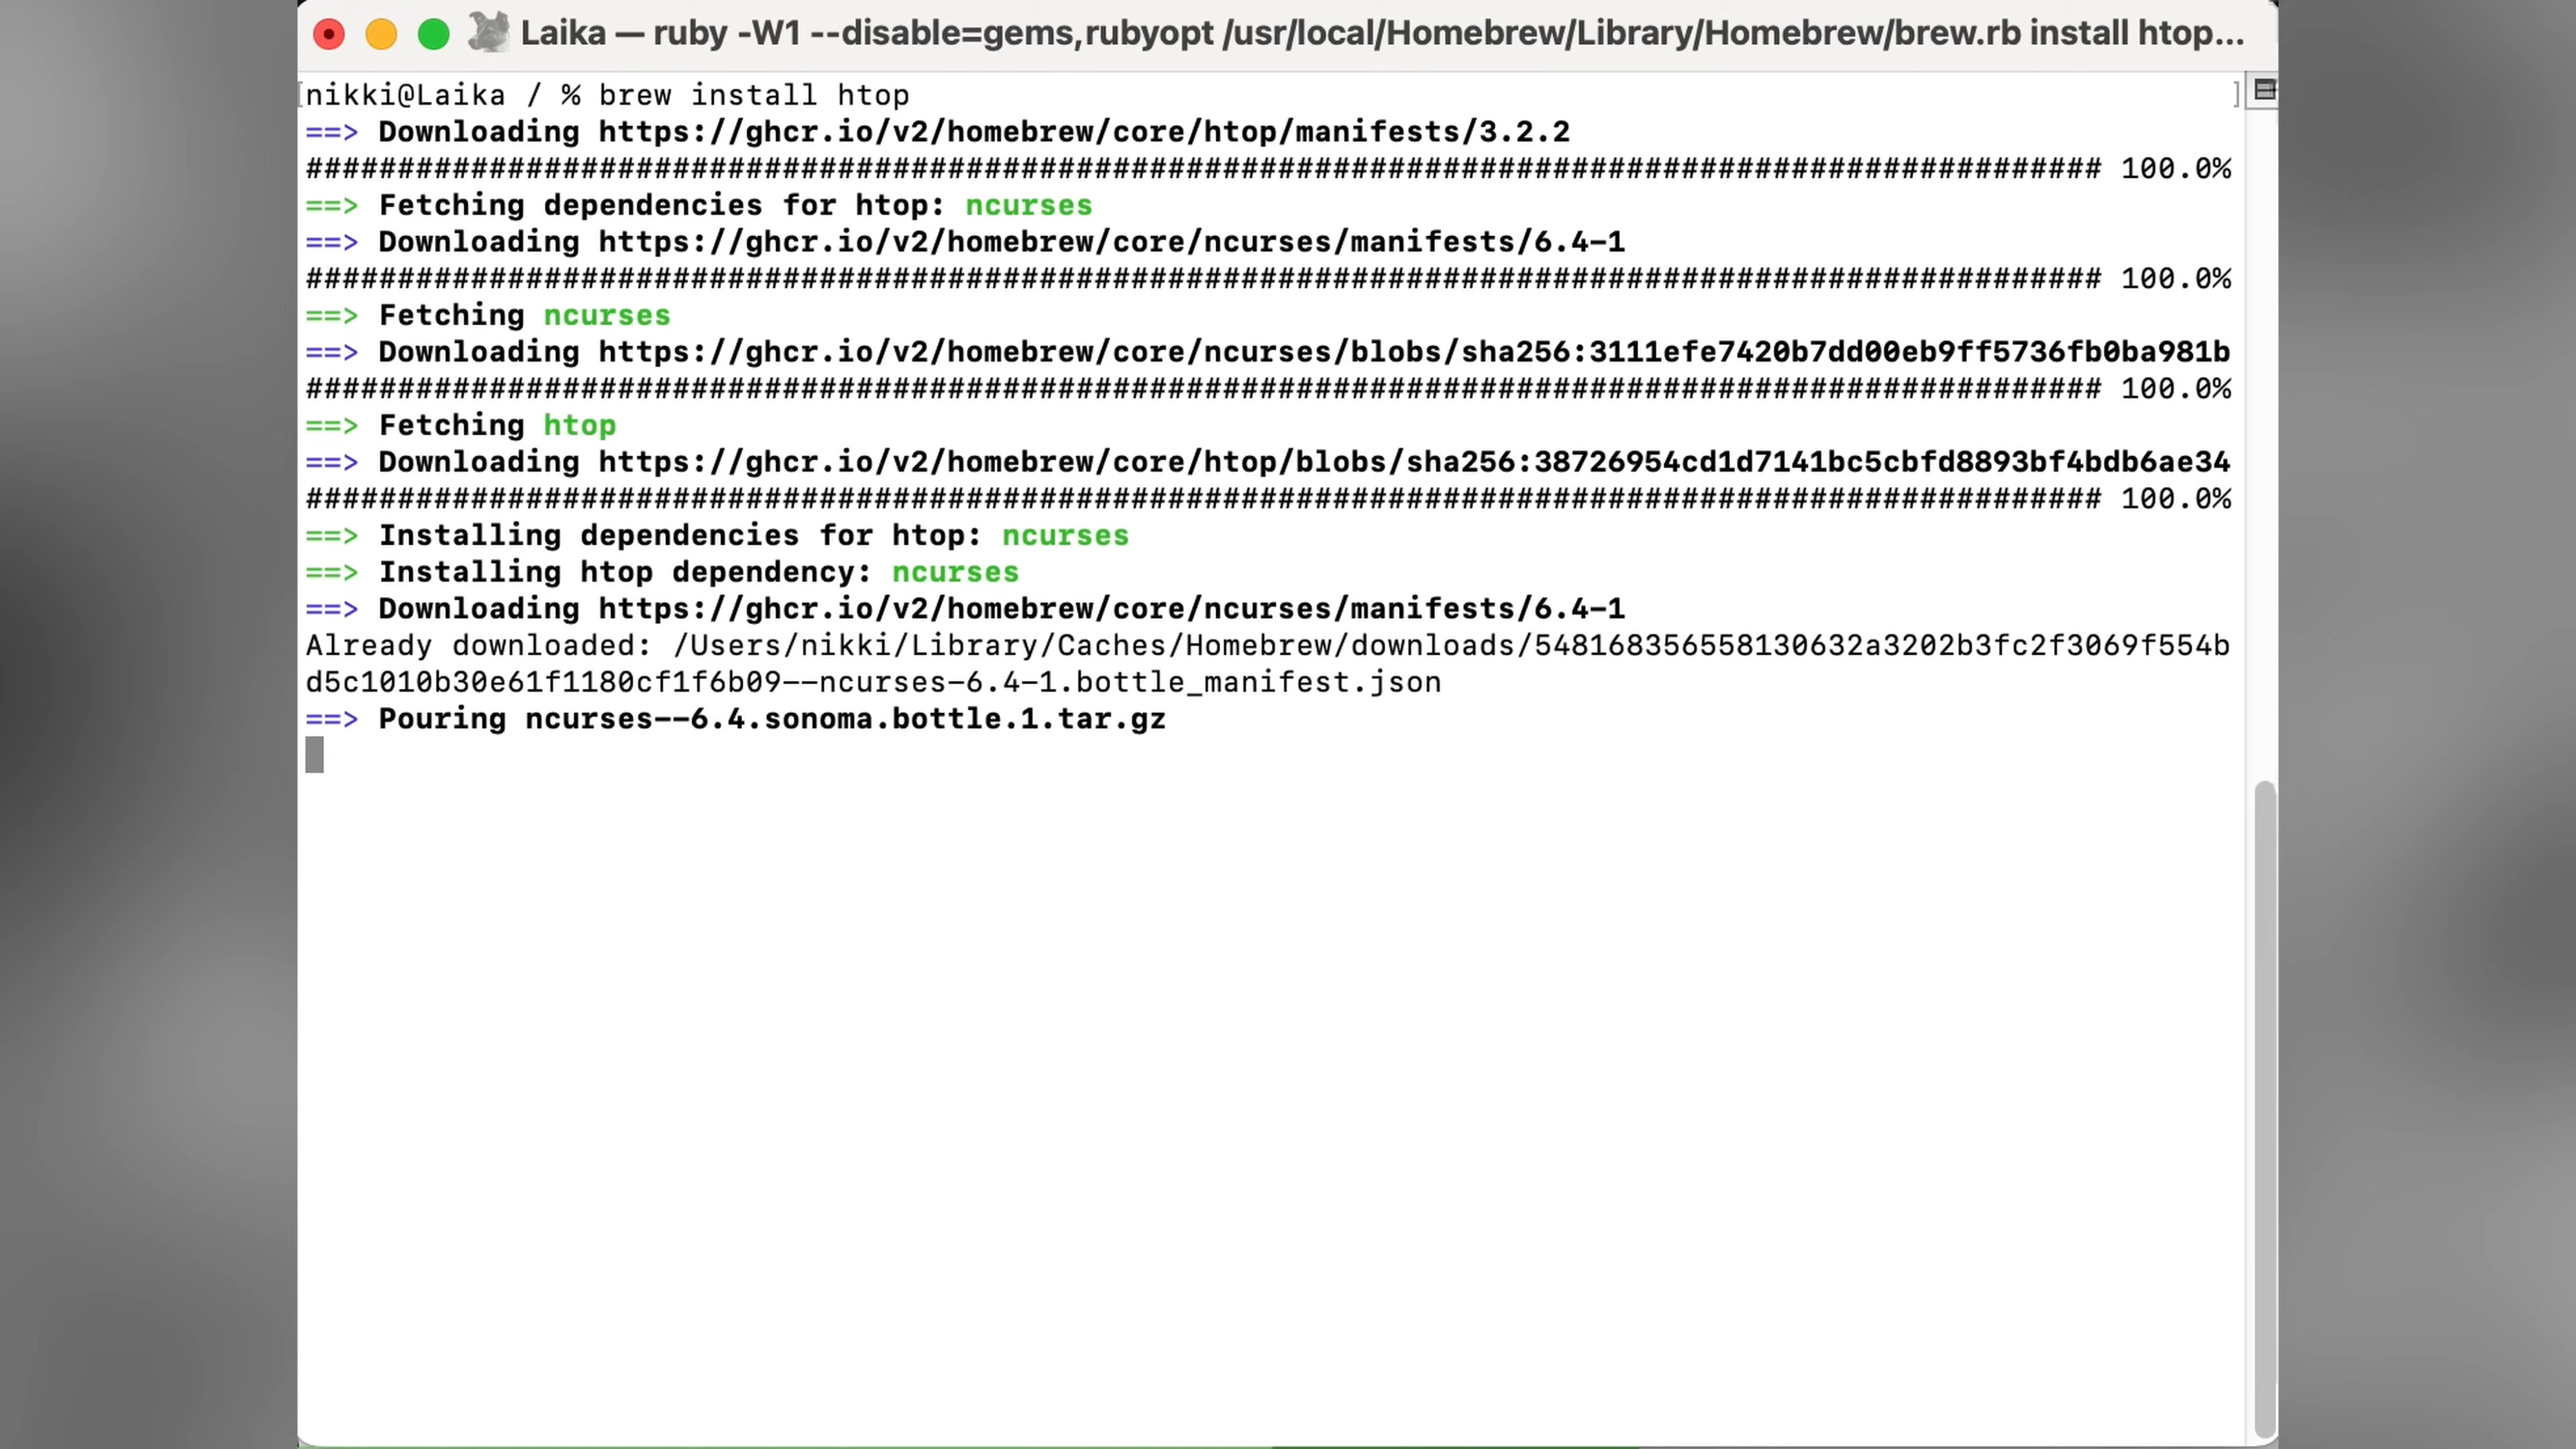 Laika — ruby -W1 --disable=gems,rubyopt /usr/local/Homebrew/Library/Homebrew/brew.rb install htop...
[nikki@Laika / % brew install htop ]
==> Downloading https://ghcr.io/v2/homebrew/core/htop/manifests/3.2.2
################################################################################################## 100.0%
==> Fetching dependencies for htop: ncurses
==> Downloading https://ghcr.io/v2/homebrew/core/ncurses/manifests/6.4-1
################################################################################################## 100.0%
==> Fetching ncurses
==> Downloading https://ghcr.io/v2/homebrew/core/ncurses/blobs/sha256:3111efe7420b7dd00eb9ff5736fb0ba981b
################################################################################################## 100.0%
==> Fetching htop
==> Downloading https://ghcr.io/v2/homebrew/core/htop/blobs/sha256:38726954cd1d7141bc5cbfd8893bf4bdb6ae34
################################################################################################## 100.0%
==> Installing dependencies for htop: ncurses
==> Installing htop dependency: ncurses
==> Downloading https://ghcr.io/v2/homebrew/core/ncurses/manifests/6.4-1
Already downloaded: /Users/nikki/Library/Caches/Homebrew/downloads/548168356558130632a3202b3fc2f3069f554b
d5c1010b30e61f1180cf1f6b09--ncurses-6.4-1.bottle_manifest.json
==> Pouring ncurses--6.4.sonoma.bottle.1.tar.gz